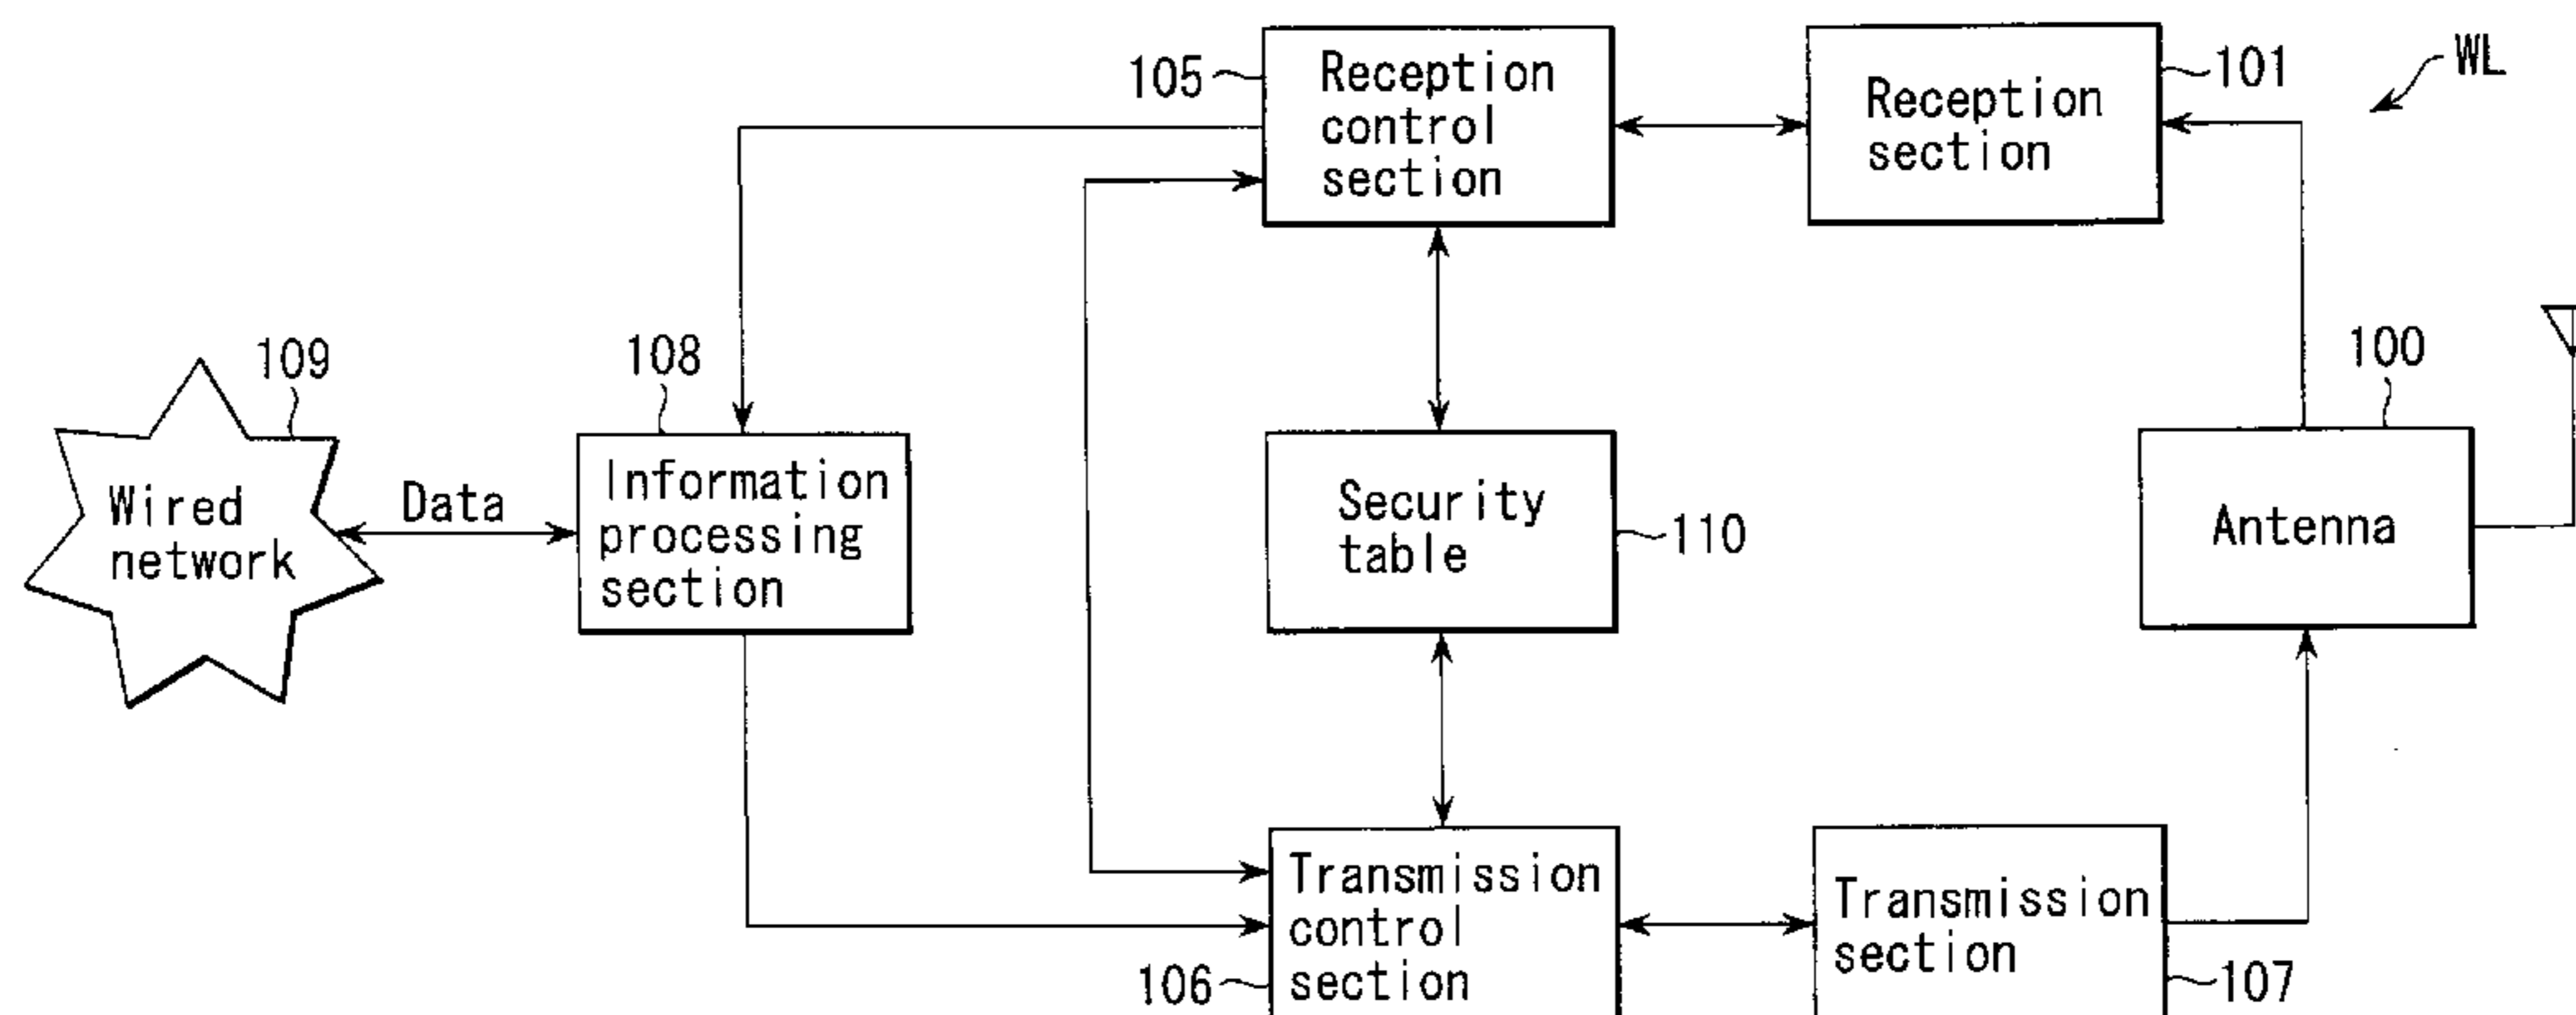 105
Reception
control
section
Reception
section
101
WL
109
108
100
Wired
network
Data
Information
processing
section
Security
table
110
Antenna
Transmission
control
section
106
Transmission
section
107